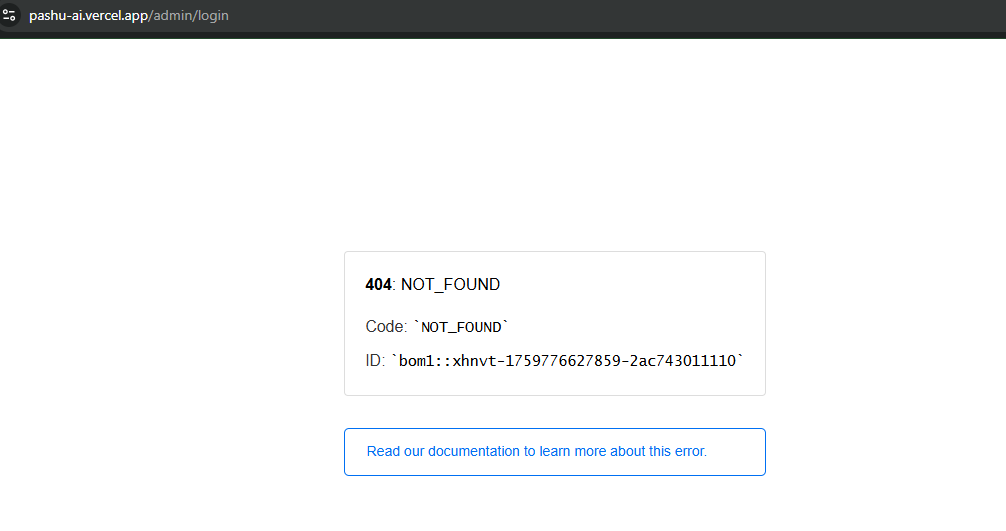 pashu-ai.vercel.app/admin/login
404: NOT_FOUND
Code: `NOT_FOUND`
ID: `bom1::xhnvt-1759776627859-2ac743011110`
Read our documentation to learn more about this error.